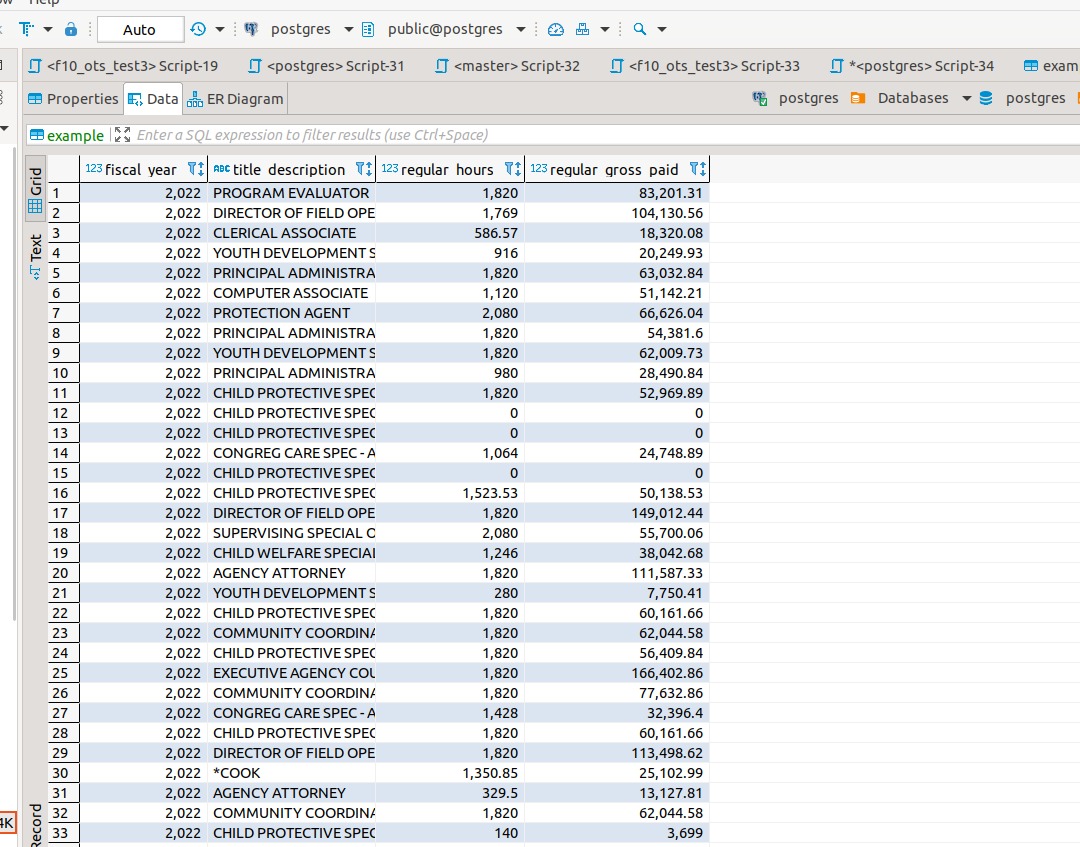 Help
Auto postgres public@postgres
<f10_ots_test3> Script-19 <postgres> Script-31 <master> Script-32 <f10_ots_test3> Script-33 *<postgres> Script-34 exam
Properties Data ER Diagram postgres Databases postgres
example Enter a SQL expression to filter results (use Ctrl+Space)
Grid
Text
Record
4K
123 fiscal_year ABC title_description 123 regular_hours 123 regular_gross_paid
1 2,022 PROGRAM EVALUATOR 1,820 83,201.31
2 2,022 DIRECTOR OF FIELD OPE 1,769 104,130.56
3 2,022 CLERICAL ASSOCIATE 586.57 18,320.08
4 2,022 YOUTH DEVELOPMENT S 916 20,249.93
5 2,022 PRINCIPAL ADMINISTRA 1,820 63,032.84
6 2,022 COMPUTER ASSOCIATE 1,120 51,142.21
7 2,022 PROTECTION AGENT 2,080 66,626.04
8 2,022 PRINCIPAL ADMINISTRA 1,820 54,381.6
9 2,022 YOUTH DEVELOPMENT S 1,820 62,009.73
10 2,022 PRINCIPAL ADMINISTRA 980 28,490.84
11 2,022 CHILD PROTECTIVE SPEC 1,820 52,969.89
12 2,022 CHILD PROTECTIVE SPEC 0 0
13 2,022 CHILD PROTECTIVE SPEC 0 0
14 2,022 CONGREG CARE SPEC - A 1,064 24,748.89
15 2,022 CHILD PROTECTIVE SPEC 0 0
16 2,022 CHILD PROTECTIVE SPEC 1,523.53 50,138.53
17 2,022 DIRECTOR OF FIELD OPE 1,820 149,012.44
18 2,022 SUPERVISING SPECIAL O 2,080 55,700.06
19 2,022 CHILD WELFARE SPECIAL 1,246 38,042.68
20 2,022 AGENCY ATTORNEY 1,820 111,587.33
21 2,022 YOUTH DEVELOPMENT S 280 7,750.41
22 2,022 CHILD PROTECTIVE SPEC 1,820 60,161.66
23 2,022 COMMUNITY COORDINA 1,820 62,044.58
24 2,022 CHILD PROTECTIVE SPEC 1,820 56,409.84
25 2,022 EXECUTIVE AGENCY COU 1,820 166,402.86
26 2,022 COMMUNITY COORDINA 1,820 77,632.86
27 2,022 CONGREG CARE SPEC - A 1,428 32,396.4
28 2,022 CHILD PROTECTIVE SPEC 1,820 60,161.66
29 2,022 DIRECTOR OF FIELD OPE 1,820 113,498.62
30 2,022 *COOK 1,350.85 25,102.99
31 2,022 AGENCY ATTORNEY 329.5 13,127.81
32 2,022 COMMUNITY COORDINA 1,820 62,044.58
33 2,022 CHILD PROTECTIVE SPEC 140 3,699